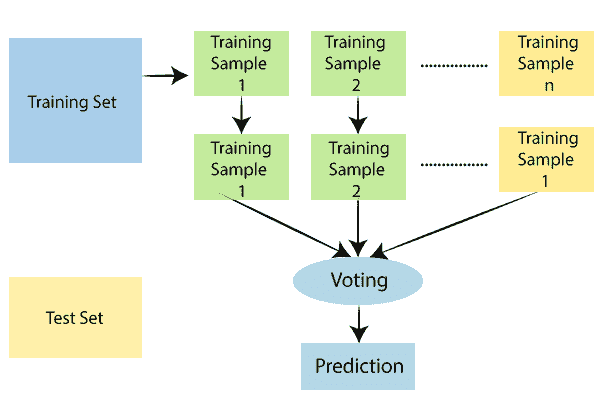 Training Set
Training
Sample
1
Training
Sample
2
Training
Sample
n
Training
Sample
1
Training
Sample
2
Training
Sample
1
Voting
Test Set
Prediction